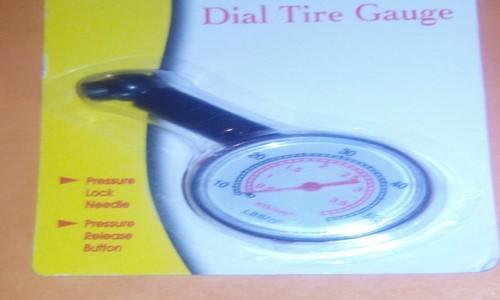 Dial Tire Gauge
20
30
10
40
Pressure
Lock
Needle
Pressure
Release
Button